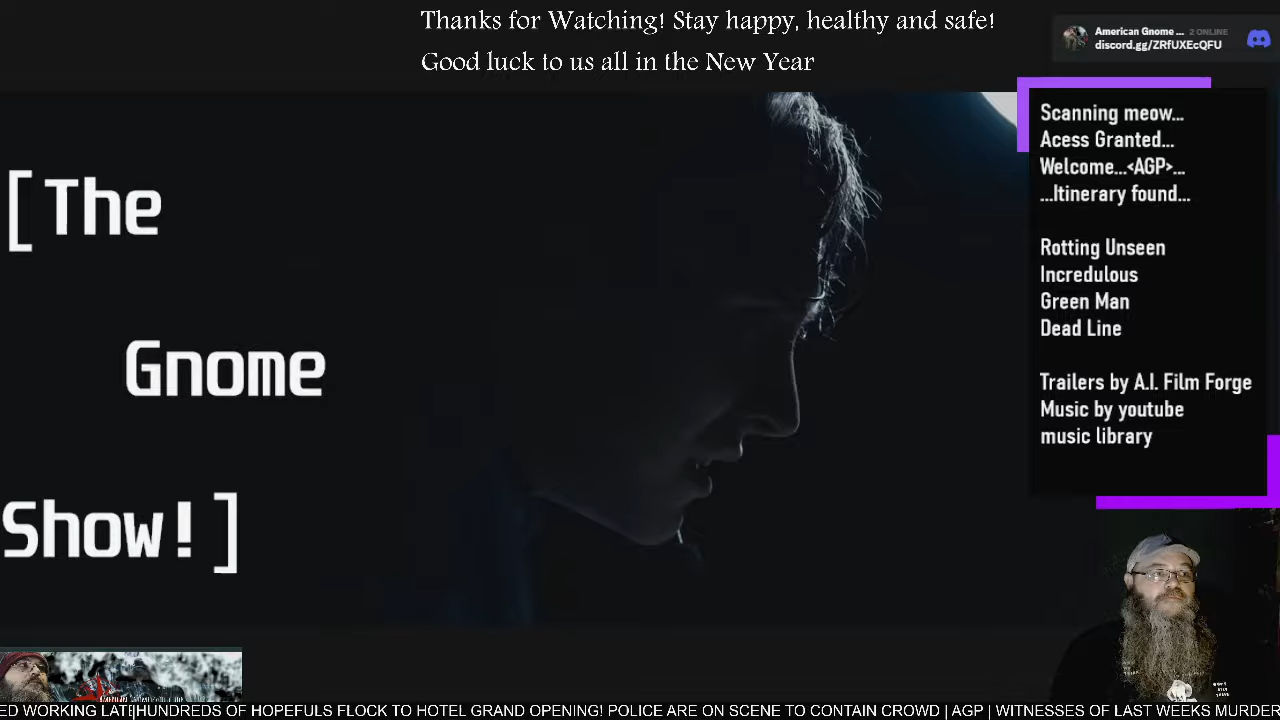 Thanks for Watching! Stay happy, healthy and safe!
Good luck to us all in the New Year
American Gnome ... 2 ONLINE
discord.gg/ZRfUXEcQFU
Scanning meow...
Acess Granted...
Welcome...<AGP>...
...Itinerary found...
Rotting Unseen
Incredulous
Green Man
Dead Line
Trailers by A.I. Film Forge
Music by youtube
music library
[The
Gnome
Show!]
ED WORKING LATE|HUNDREDS OF HOPEFULS FLOCK TO HOTEL GRAND OPENING! POLICE ARE ON SCENE TO CONTAIN CROWD | AGP | WITNESSES OF LAST WEEKS MURDER